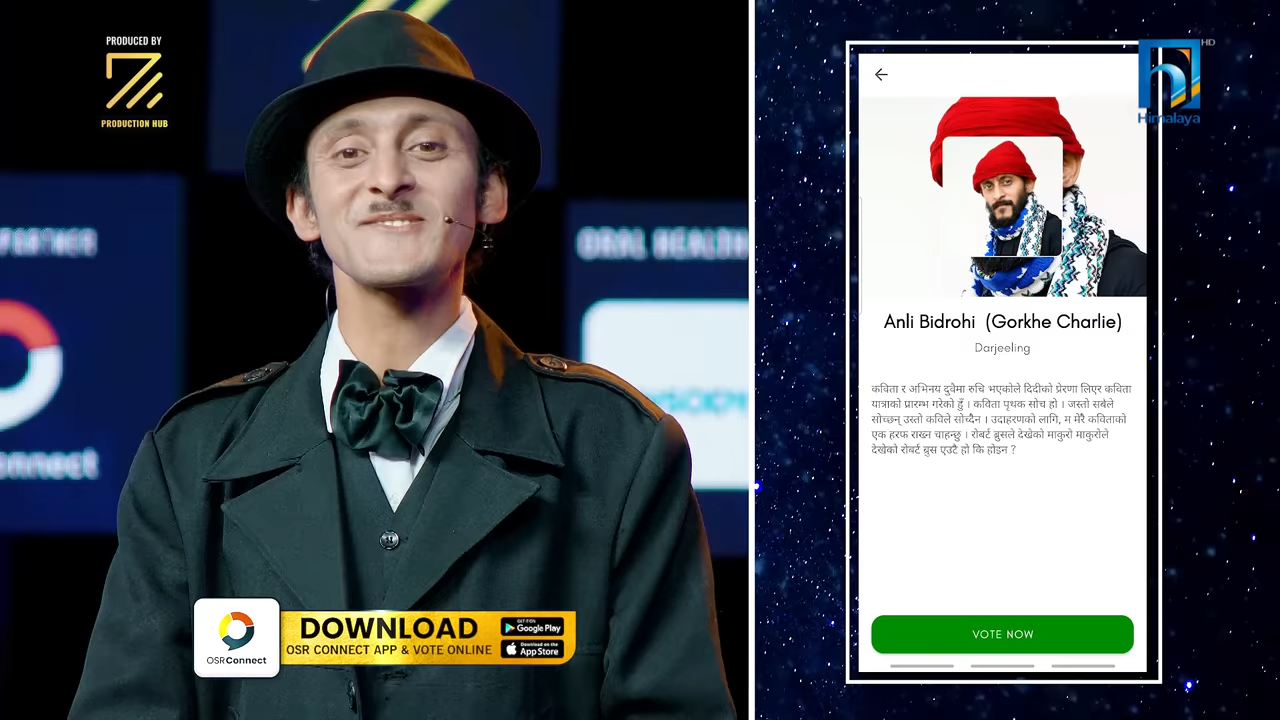 PRODUCED BY
PRODUCTION HUB
ORAL HEALTH
onnect
OSR Connect
DOWNLOAD
OSR CONNECT APP & VOTE ONLINE
GET IT ON
Google Play
Download on the
App Store
HD
Himalaya
Anli Bidrohi (Gorkhe Charlie)
Darjeeling
कविता र अभिनय दुवैमा रुचि भएकोले दिदीको प्रेरणा लिएर कविता
यात्राको प्रारम्भ गरेको हुँ । कविता पृथक सोच हो । जस्तो सबैले
सोच्छन् उस्तो कविले सोच्दैन । उदाहरणको लागि, म मेरै कविताको
एक हरफ राख्न चाहन्छु । रोबर्ट ब्रुसले देखेको माकुरो माकुरोले
देखेको रोबर्ट ब्रुस एउटै हो कि होइन ?
VOTE NOW